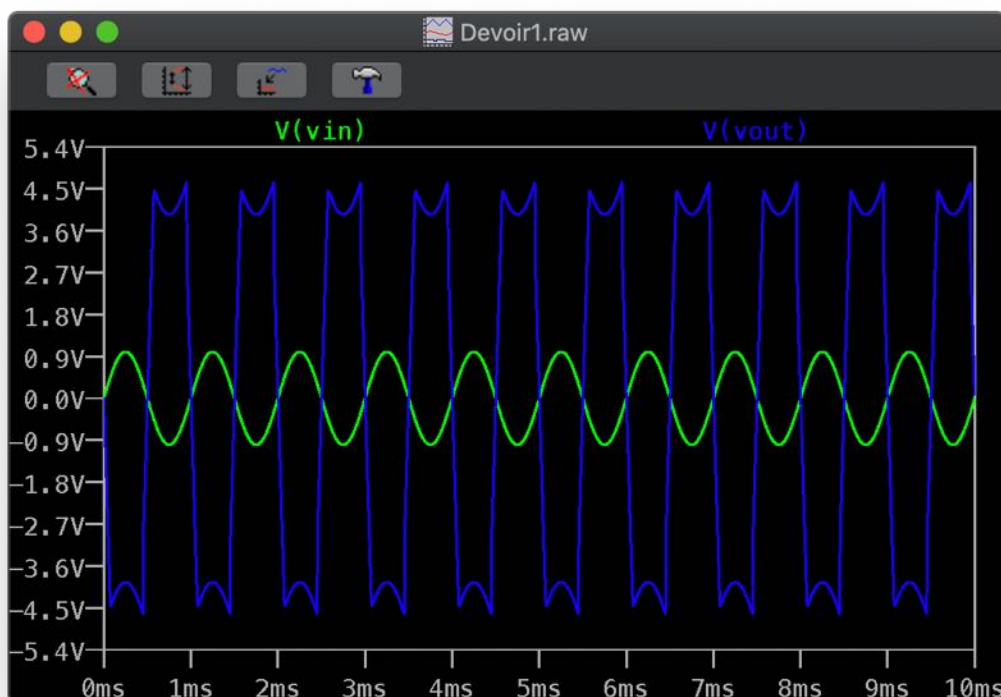 Devoir1.raw
V(vin) V(vout)
5.4V
4.5V
3.6V
2.7V
1.8V
0.9V
0.0V
-0.9V
-1.8V
-2.7V
-3.6V
-4.5V
-5.4V
0ms 1ms 2ms 3ms 4ms 5ms 6ms 7ms 8ms 9ms 10ms